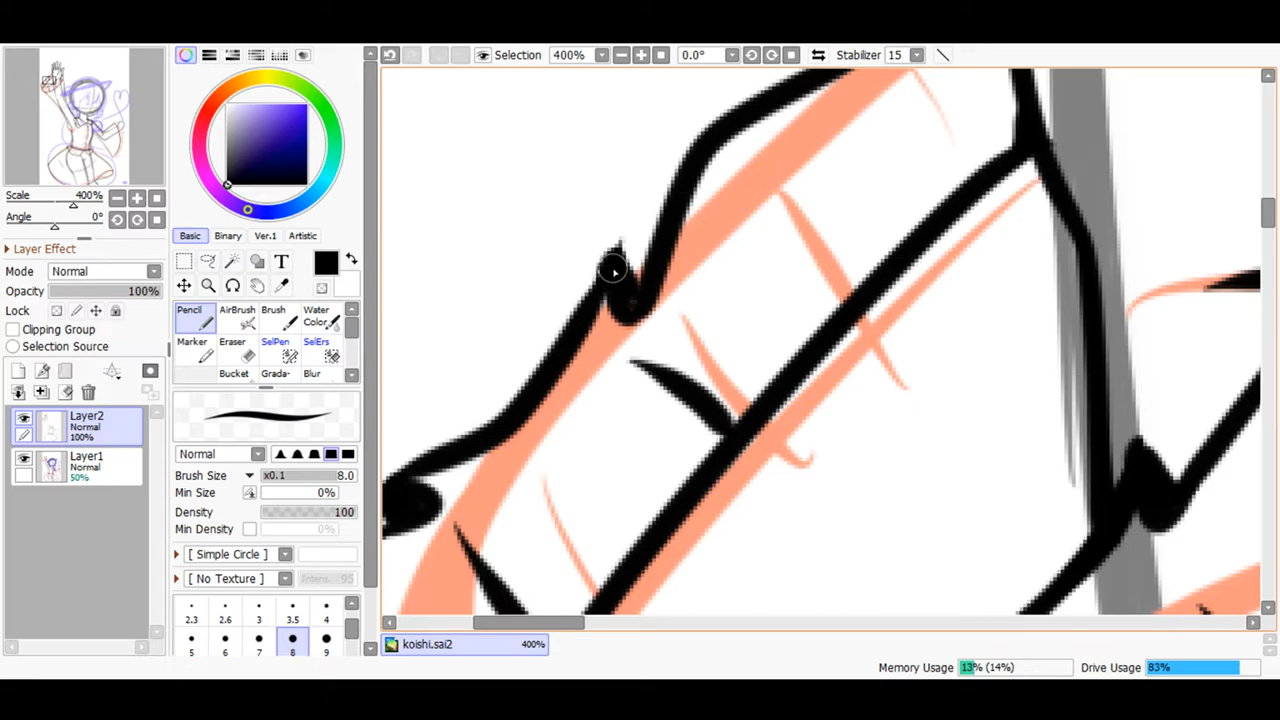 Selection 400% 0.0° Stabilizer 15
Scale 400%
Angle 0°
Layer Effect
Mode Normal
Opacity 100%
Lock
Clipping Group
Selection Source
Layer2
Normal
100%
Layer1
Normal
50%
Basic Binary Ver.1 Artistic
T
Pencil AirBrush Brush Water Color
Marker Eraser SelPen SelErs
Bucket Grada- Blur
Normal
Brush Size x0.1 8.0
Min Size 0%
Density 100
Min Density 0%
[ Simple Circle ]
[ No Texture ] Intens. 95
2.3 2.6 3 3.5 4
5 6 7 8 9
koishi.sai2 400%
Memory Usage 13% (14%) Drive Usage 83%